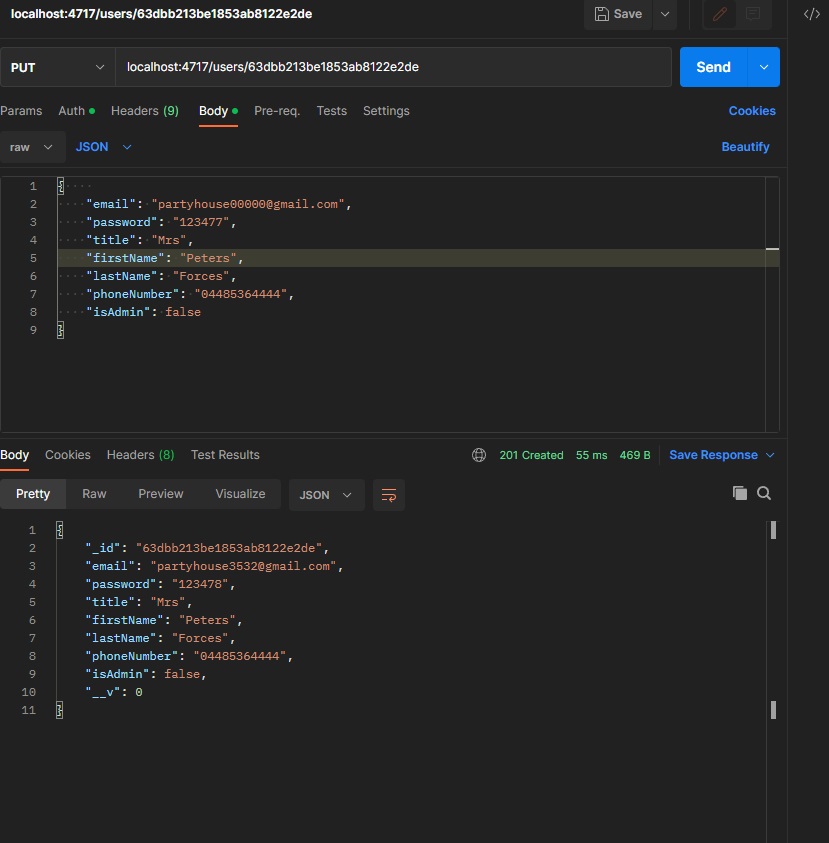 localhost:4717/users/63dbb213be1853ab8122e2de
Save
PUT localhost:4717/users/63dbb213be1853ab8122e2de Send
Params Auth Headers (9) Body Pre-req. Tests Settings Cookies
raw JSON Beautify
1 {
2 "email": "partyhouse00000@gmail.com",
3 "password": "123477",
4 "title": "Mrs",
5 "firstName": "Peters",
6 "lastName": "Forces",
7 "phoneNumber": "04485364444",
8 "isAdmin": false
9 }
Body Cookies Headers (8) Test Results 201 Created 55 ms 469 B Save Response
Pretty Raw Preview Visualize JSON
1 {
2 "_id": "63dbb213be1853ab8122e2de",
3 "email": "partyhouse3532@gmail.com",
4 "password": "123478",
5 "title": "Mrs",
6 "firstName": "Peters",
7 "lastName": "Forces",
8 "phoneNumber": "04485364444",
9 "isAdmin": false,
10 "__v": 0
11 }